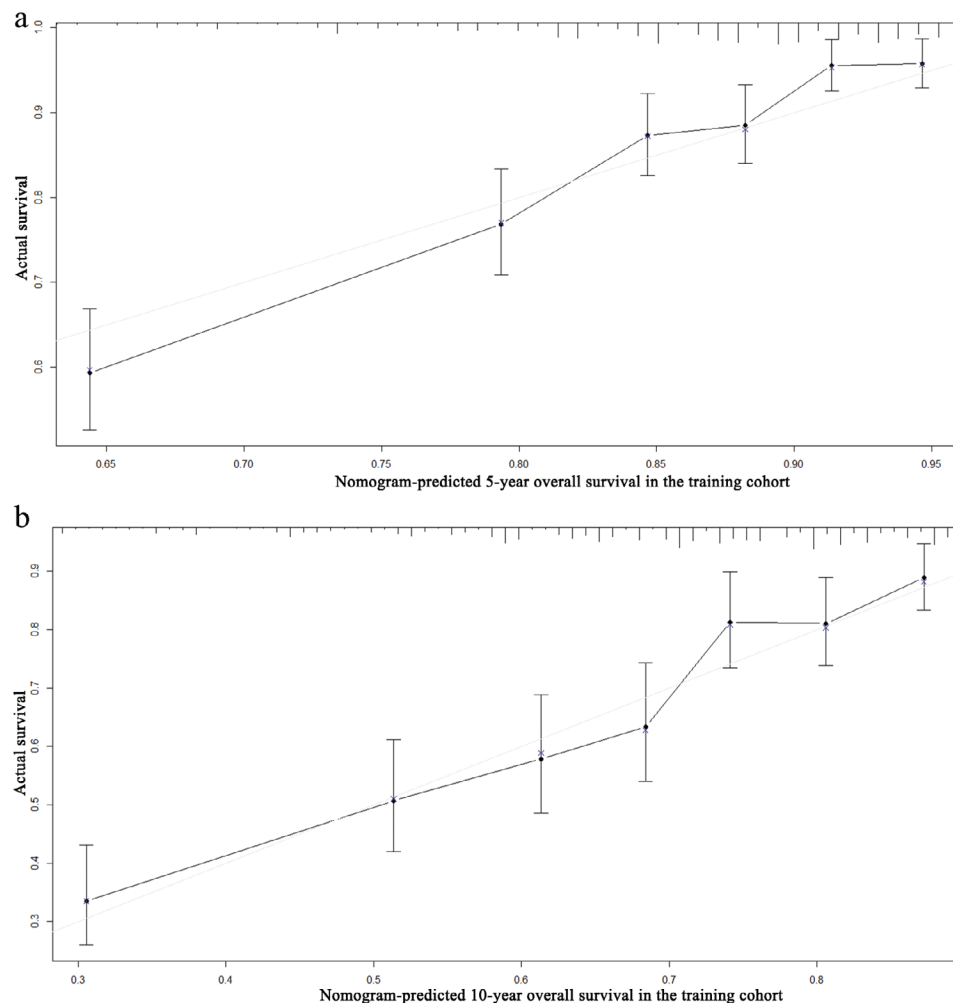 a
1.0
0.9
0.8
0.7
0.6
Actual survival
0.65 0.70 0.75 0.80 0.85 0.90 0.95
Nomogram-predicted 5-year overall survival in the training cohort
b
0.9
0.8
0.7
0.6
0.5
0.4
0.3
Actual survival
0.3 0.4 0.5 0.6 0.7 0.8
Nomogram-predicted 10-year overall survival in the training cohort